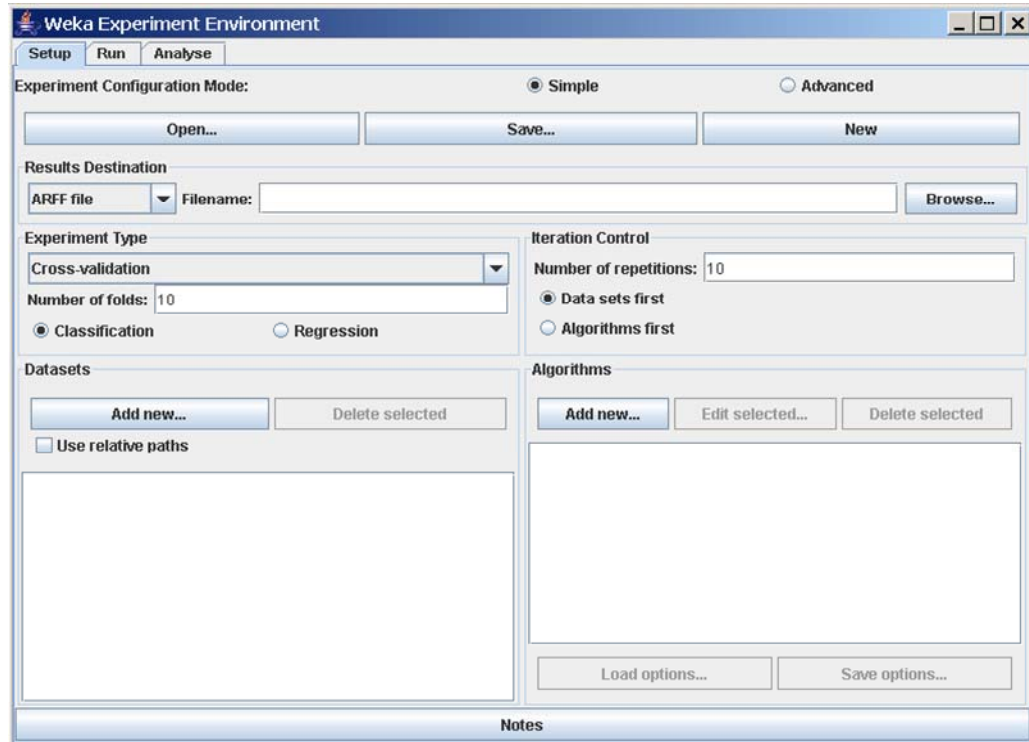 Weka Experiment Environment
Setup Run Analyse
Experiment Configuration Mode: Simple Advanced
Open... Save... New
Results Destination
ARFF file Filename: Browse...
Experiment Type Iteration Control
Cross-validation Number of repetitions: 10
Number of folds: 10 Data sets first
Classification Regression Algorithms first
Datasets Algorithms
Add new... Delete selected Add new... Edit selected... Delete selected
Use relative paths
Load options... Save options...
Notes